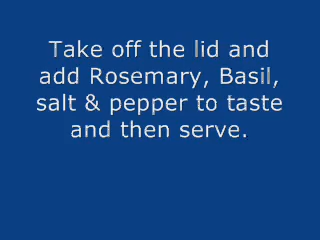 Take off the lid and
add Rosemary, Basil,
salt & pepper to taste
and then serve.